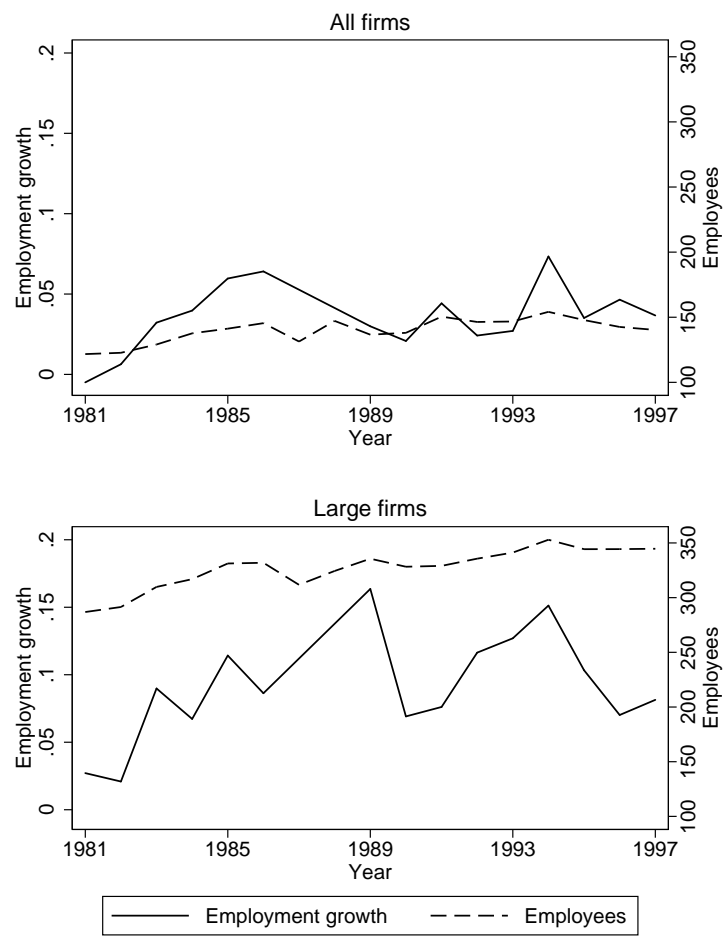 All firms
Employment growth
0 .05 .1 .15 .2
Employees
100 150 200 250 300 350
1981 1985 1989 1993 1997
Year
Large firms
Employment growth
0 .05 .1 .15 .2
Employees
100 150 200 250 300 350
1981 1985 1989 1993 1997
Year
Employment growth Employees